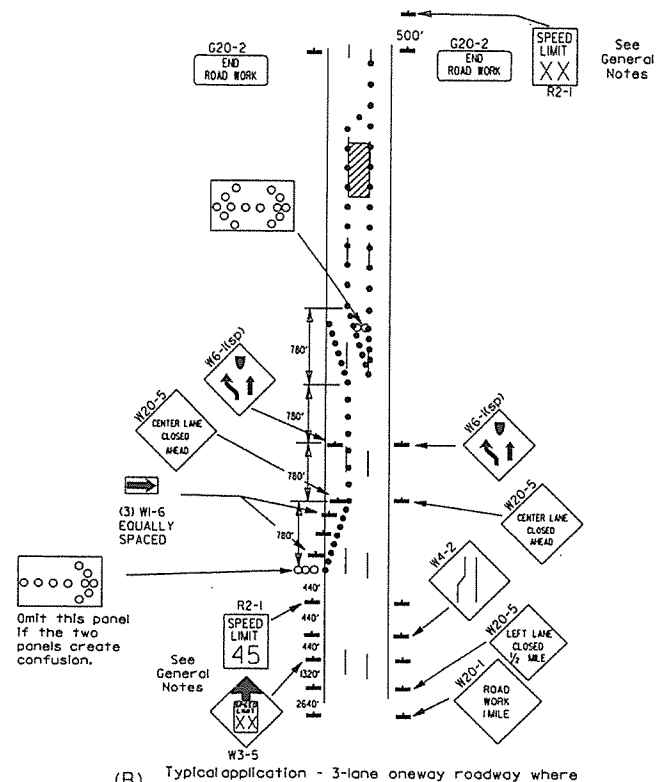 500'
G20-2
END
ROAD WORK
G20-2
END
ROAD WORK
SPEED
LIMIT
XX
R2-1
See
General
Notes
780'
W6-1(sp)
780'
W20-5
CENTER LANE
CLOSED
AHEAD
W6-1(sp)
780'
(3) W1-6
EQUALLY
SPACED
W20-5
CENTER LANE
CLOSED
AHEAD
780'
Omit this panel
if the two
panels create
confusion.
440'
R2-1
SPEED
LIMIT
45
440'
W4-2
440'
See
General
Notes
W20-5
LEFT LANE
CLOSED
1/2 MILE
1320'
W20-1
ROAD
WORK
1 MILE
SPEED
LIMIT
XX
2640'
W3-5
(B) Typical application - 3-lane oneway roadway where